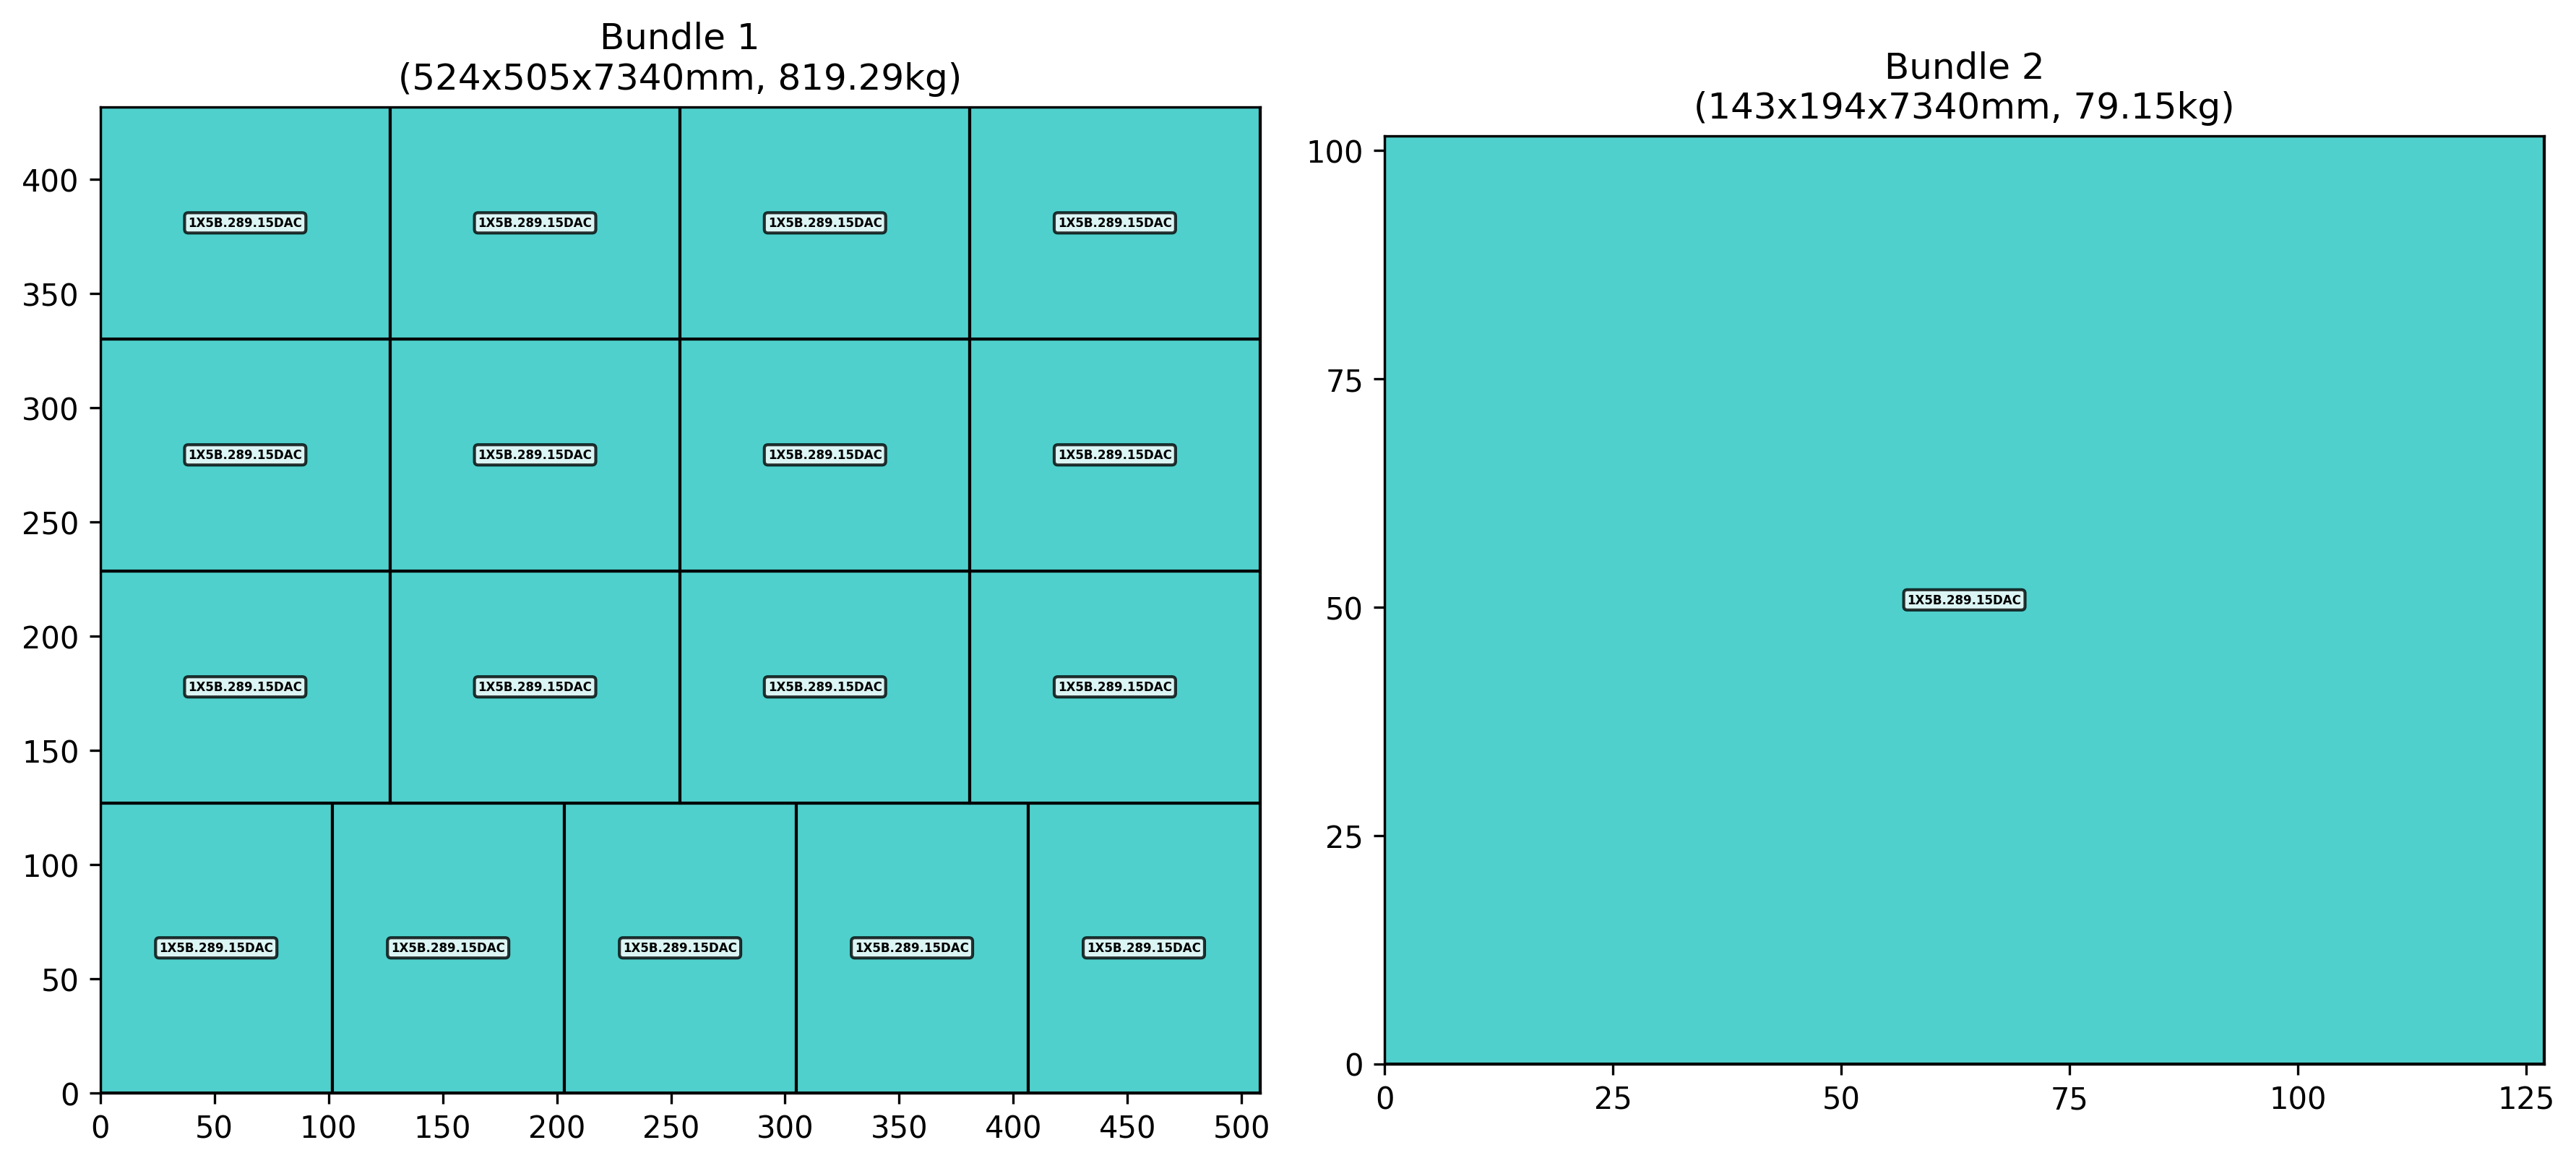 Bundle 1
(524x505x7340mm, 819.29kg)
400
350
300
250
200
150
100
50
0
1X5B.289.15DAC 1X5B.289.15DAC 1X5B.289.15DAC 1X5B.289.15DAC
1X5B.289.15DAC 1X5B.289.15DAC 1X5B.289.15DAC 1X5B.289.15DAC
1X5B.289.15DAC 1X5B.289.15DAC 1X5B.289.15DAC 1X5B.289.15DAC
1X5B.289.15DAC 1X5B.289.15DAC 1X5B.289.15DAC 1X5B.289.15DAC 1X5B.289.15DAC
0 50 100 150 200 250 300 350 400 450 500
Bundle 2
(143x194x7340mm, 79.15kg)
100
75
50
25
0
1X5B.289.15DAC
0 25 50 75 100 125